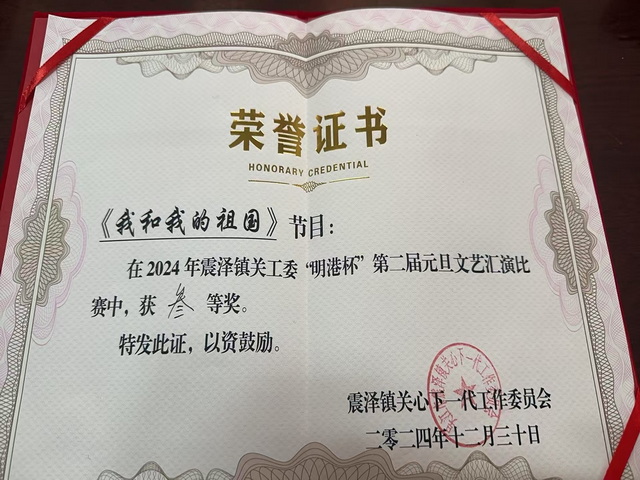 荣誉证书
HONORARY CREDENTIAL
《我和我的祖国》节目：
在2024年震泽镇关工委“明港杯”第二届元旦文艺汇演比
赛中，获 叁 等奖。
特发此证，以资鼓励。
震泽镇关心下一代工作委员会
二零二四年十二月三十日